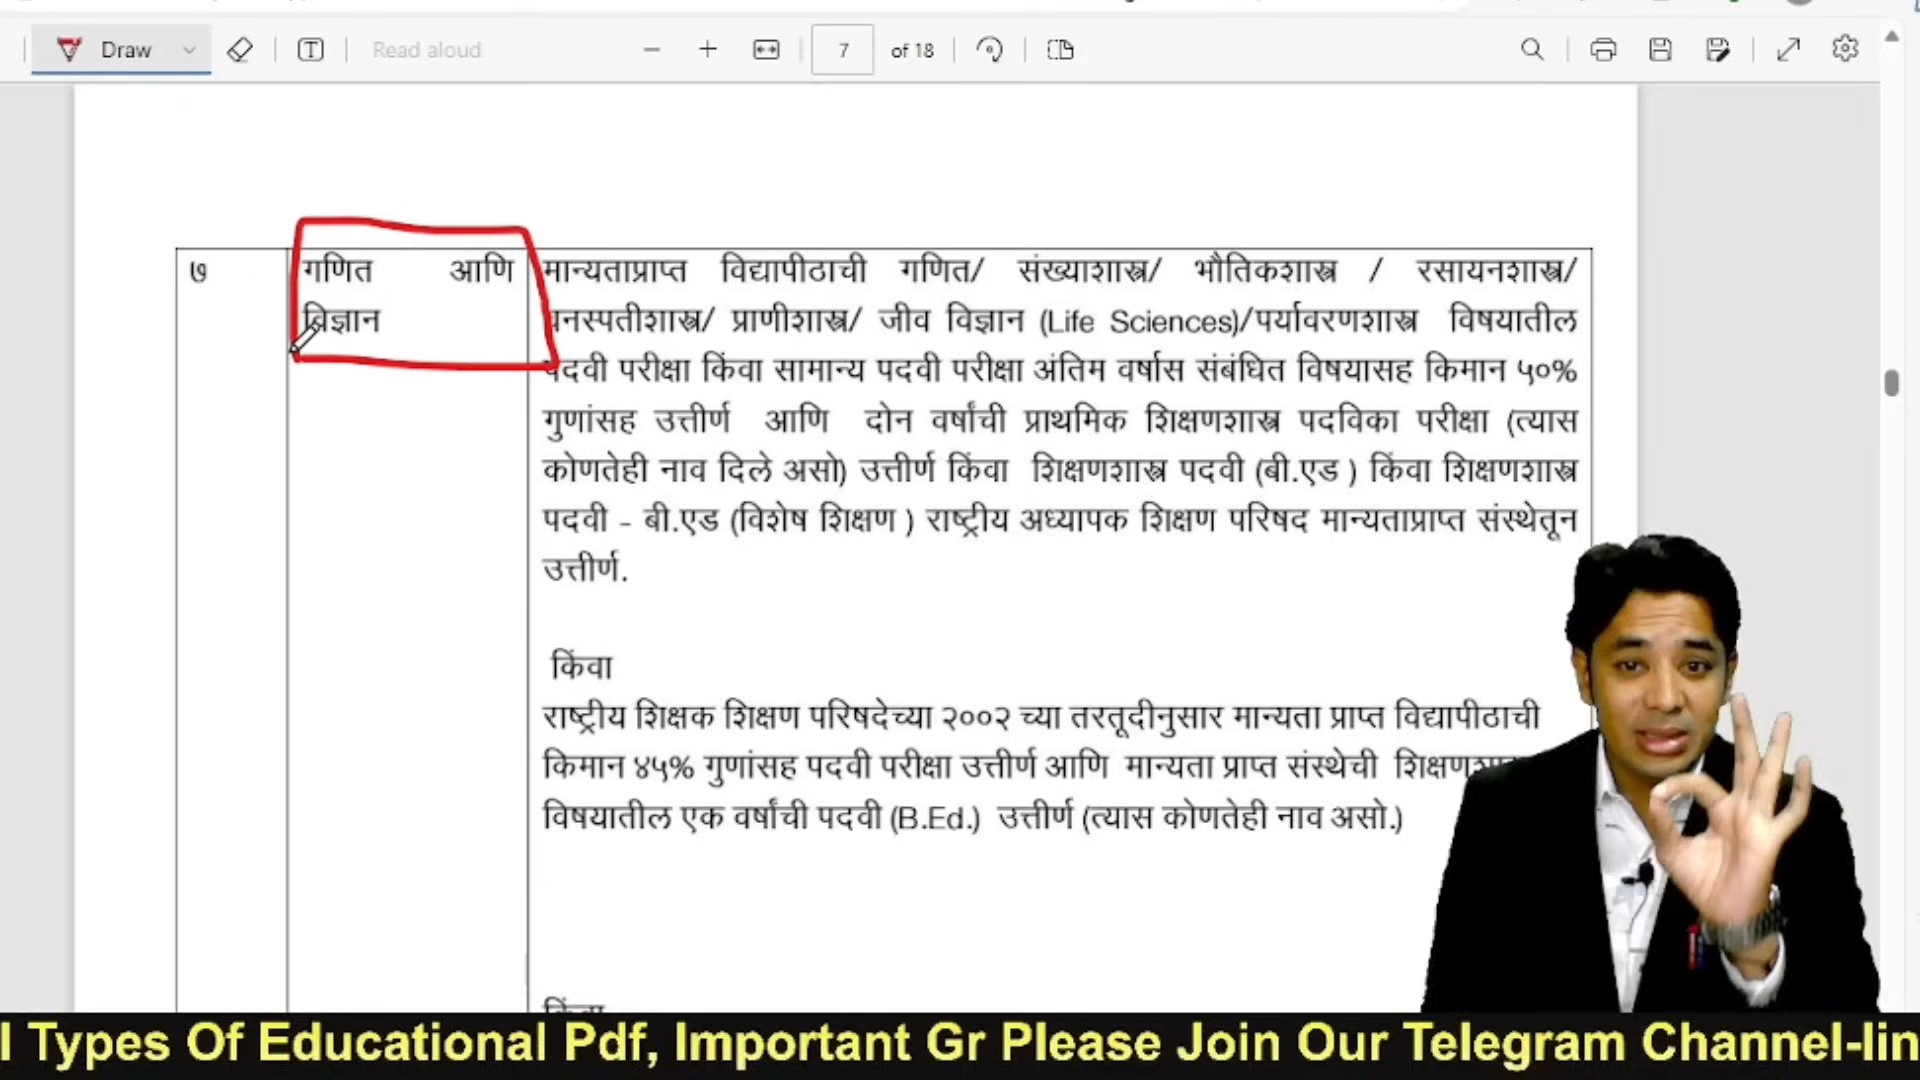 Draw
Read aloud
7
of 18
७
गणित आणि
विज्ञान
मान्यताप्राप्त विद्यापीठाची गणित/ संख्याशास्त्र/ भौतिकशास्त्र / रसायनशास्त्र/
वनस्पतीशास्त्र/ प्राणीशास्त्र/ जीव विज्ञान (Life Sciences)/पर्यावरणशास्त्र विषयातील
पदवी परीक्षा किंवा सामान्य पदवी परीक्षा अंतिम वर्षास संबंधित विषयासह किमान ५०%
गुणांसह उत्तीर्ण आणि दोन वर्षांची प्राथमिक शिक्षणशास्त्र पदविका परीक्षा (त्यास
कोणतेही नाव दिले असो) उत्तीर्ण किंवा शिक्षणशास्त्र पदवी (बी.एड ) किंवा शिक्षणशास्त्र
पदवी - बी.एड (विशेष शिक्षण ) राष्ट्रीय अध्यापक शिक्षण परिषद मान्यताप्राप्त संस्थेतून
उत्तीर्ण.
किंवा
राष्ट्रीय शिक्षक शिक्षण परिषदेच्या २००२ च्या तरतूदीनुसार मान्यता प्राप्त विद्यापीठाची
किमान ४५% गुणांसह पदवी परीक्षा उत्तीर्ण आणि मान्यता प्राप्त संस्थेची
विषयातील एक वर्षांची पदवी (B.Ed.) उत्तीर्ण (त्यास कोणतेही नाव असो.)
किंवा
l Types Of Educational Pdf, Important Gr Please Join Our Telegram Channel-lin